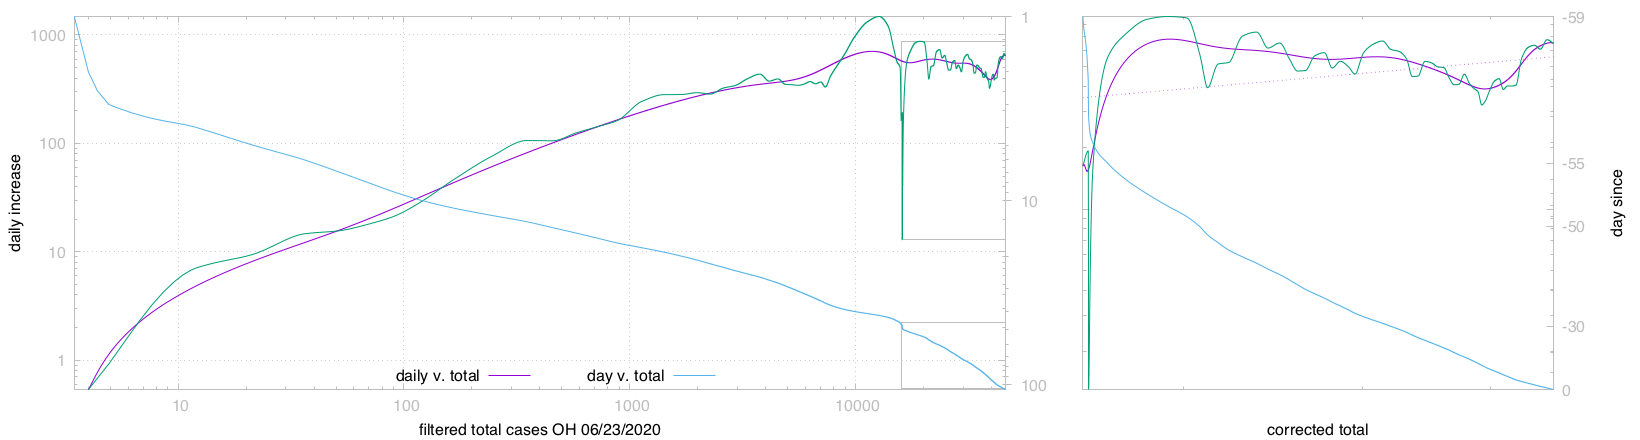 1000
100
10
1
daily increase
10
100
1000
10000
filtered total cases OH 06/23/2020
daily v. total
day v. total
1
10
100
-59
-55
-50
-30
0
day since
corrected total